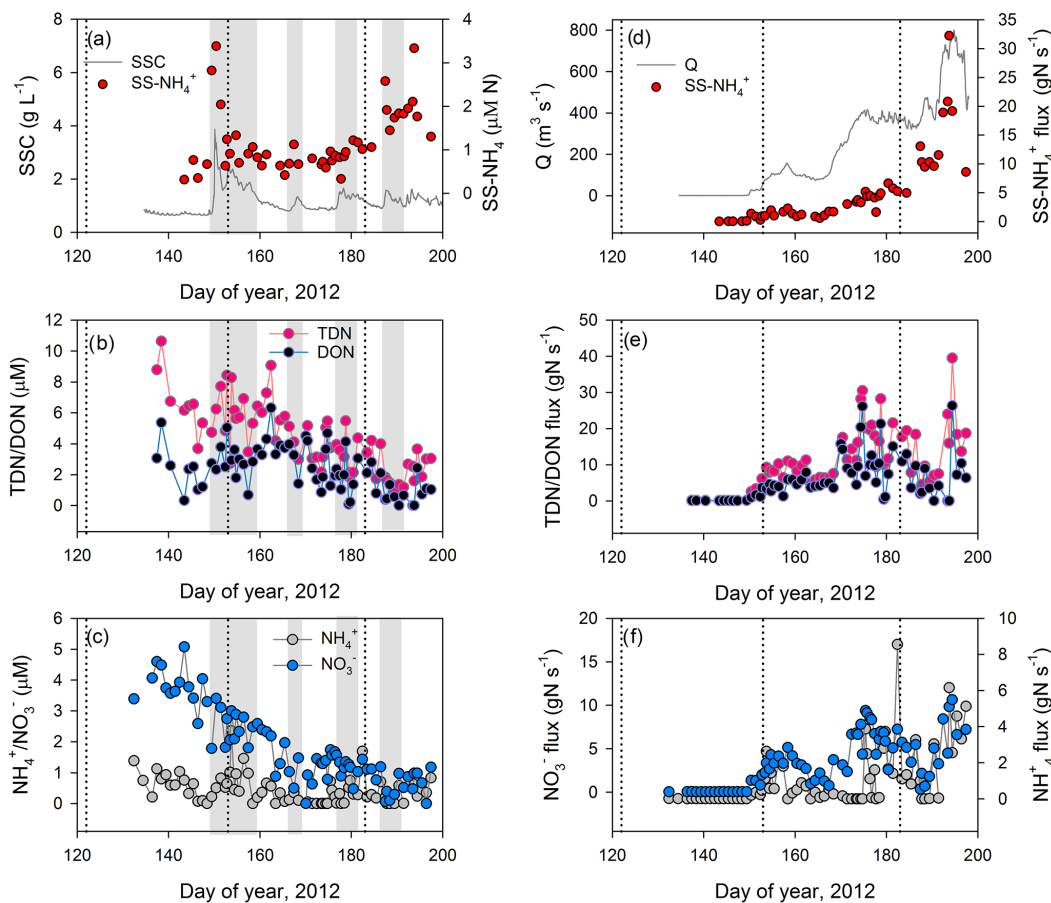 (a)
SSC
SS-NH₄⁺
SSC (g L⁻¹)
8
6
4
2
0
SS-NH₄ (μM N)
4
3
2
1
0
120 140 160 180 200
Day of year, 2012
(d)
Q
SS-NH₄⁺
Q (m³ s⁻¹)
800
600
400
200
0
SS-NH₄⁺ flux (gN s⁻¹)
35
30
25
20
15
10
5
0
120 140 160 180 200
Day of year, 2012
(b)
TDN
DON
TDN/DON (μM)
12
10
8
6
4
2
0
120 140 160 180 200
Day of year, 2012
(e)
TDN/DON flux (gN s⁻¹)
50
40
30
20
10
0
120 140 160 180 200
Day of year, 2012
(c)
NH₄⁺
NO₃⁻
NH₄⁺/NO₃⁻ (μM)
6
5
4
3
2
1
0
120 140 160 180 200
Day of year, 2012
(f)
NO₃⁻ flux (gN s⁻¹)
20
15
10
5
0
NH₄⁺ flux (gN s⁻¹)
10
8
6
4
2
0
120 140 160 180 200
Day of year, 2012